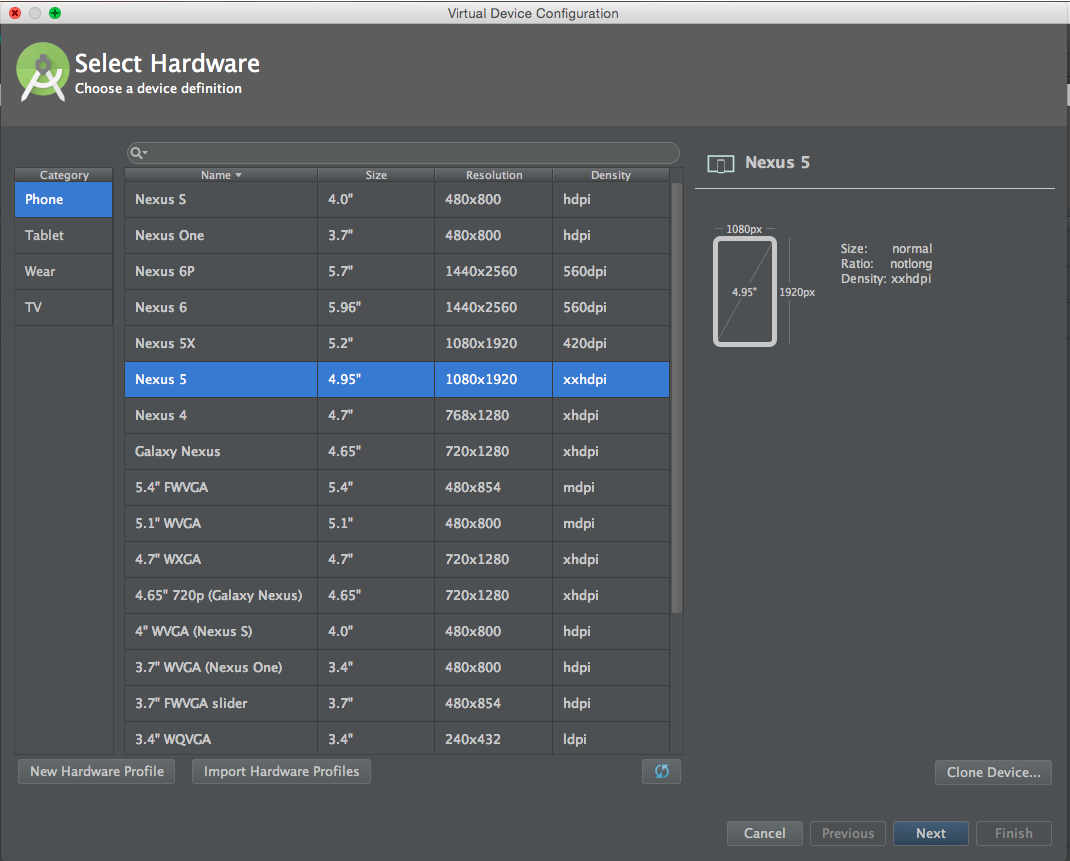 Virtual Device Configuration
Select Hardware
Choose a device definition
Category
Phone
Tablet
Wear
TV
Name Size Resolution Density
Nexus S 4.0" 480x800 hdpi
Nexus One 3.7" 480x800 hdpi
Nexus 6P 5.7" 1440x2560 560dpi
Nexus 6 5.96" 1440x2560 560dpi
Nexus 5X 5.2" 1080x1920 420dpi
Nexus 5 4.95" 1080x1920 xxhdpi
Nexus 4 4.7" 768x1280 xhdpi
Galaxy Nexus 4.65" 720x1280 xhdpi
5.4" FWVGA 5.4" 480x854 mdpi
5.1" WVGA 5.1" 480x800 mdpi
4.7" WXGA 4.7" 720x1280 xhdpi
4.65" 720p (Galaxy Nexus) 4.65" 720x1280 xhdpi
4" WVGA (Nexus S) 4.0" 480x800 hdpi
3.7" WVGA (Nexus One) 3.4" 480x800 hdpi
3.7" FWVGA slider 3.7" 480x854 hdpi
3.4" WQVGA 3.4" 240x432 ldpi
Nexus 5
1080px
4.95"
1920px
Size: normal
Ratio: notlong
Density: xxhdpi
New Hardware Profile
Import Hardware Profiles
Clone Device...
Cancel
Previous
Next
Finish